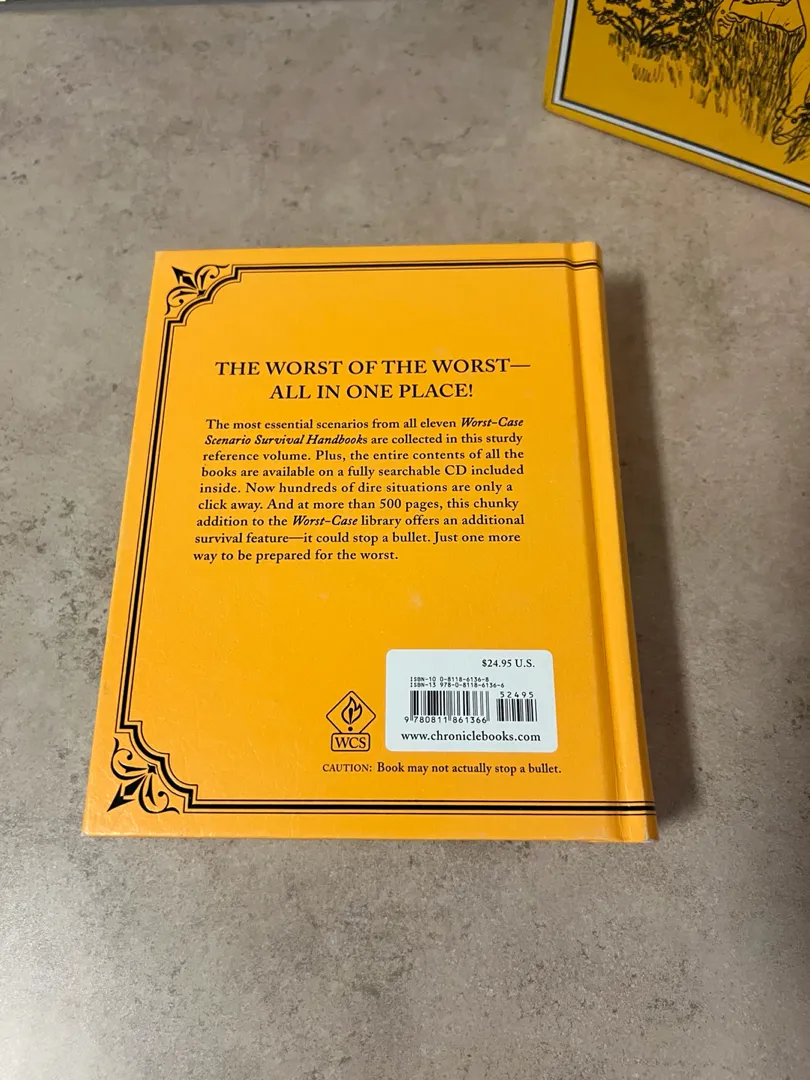 THE WORST OF THE WORST—
ALL IN ONE PLACE!
The most essential scenarios from all eleven Worst-Case
Scenario Survival Handbooks are collected in this sturdy
reference volume. Plus, the entire contents of all the
books are available on a fully searchable CD included
inside. Now hundreds of dire situations are only a
click away. And at more than 500 pages, this chunky
addition to the Worst-Case library offers an additional
survival feature—it could stop a bullet. Just one more
way to be prepared for the worst.
$24.95 U.S.
ISBN-10 0-8118-6136-8
ISBN-13 978-0-8118-6136-6
52495
9 780811 861366
www.chroniclebooks.com
WCS
CAUTION: Book may not actually stop a bullet.